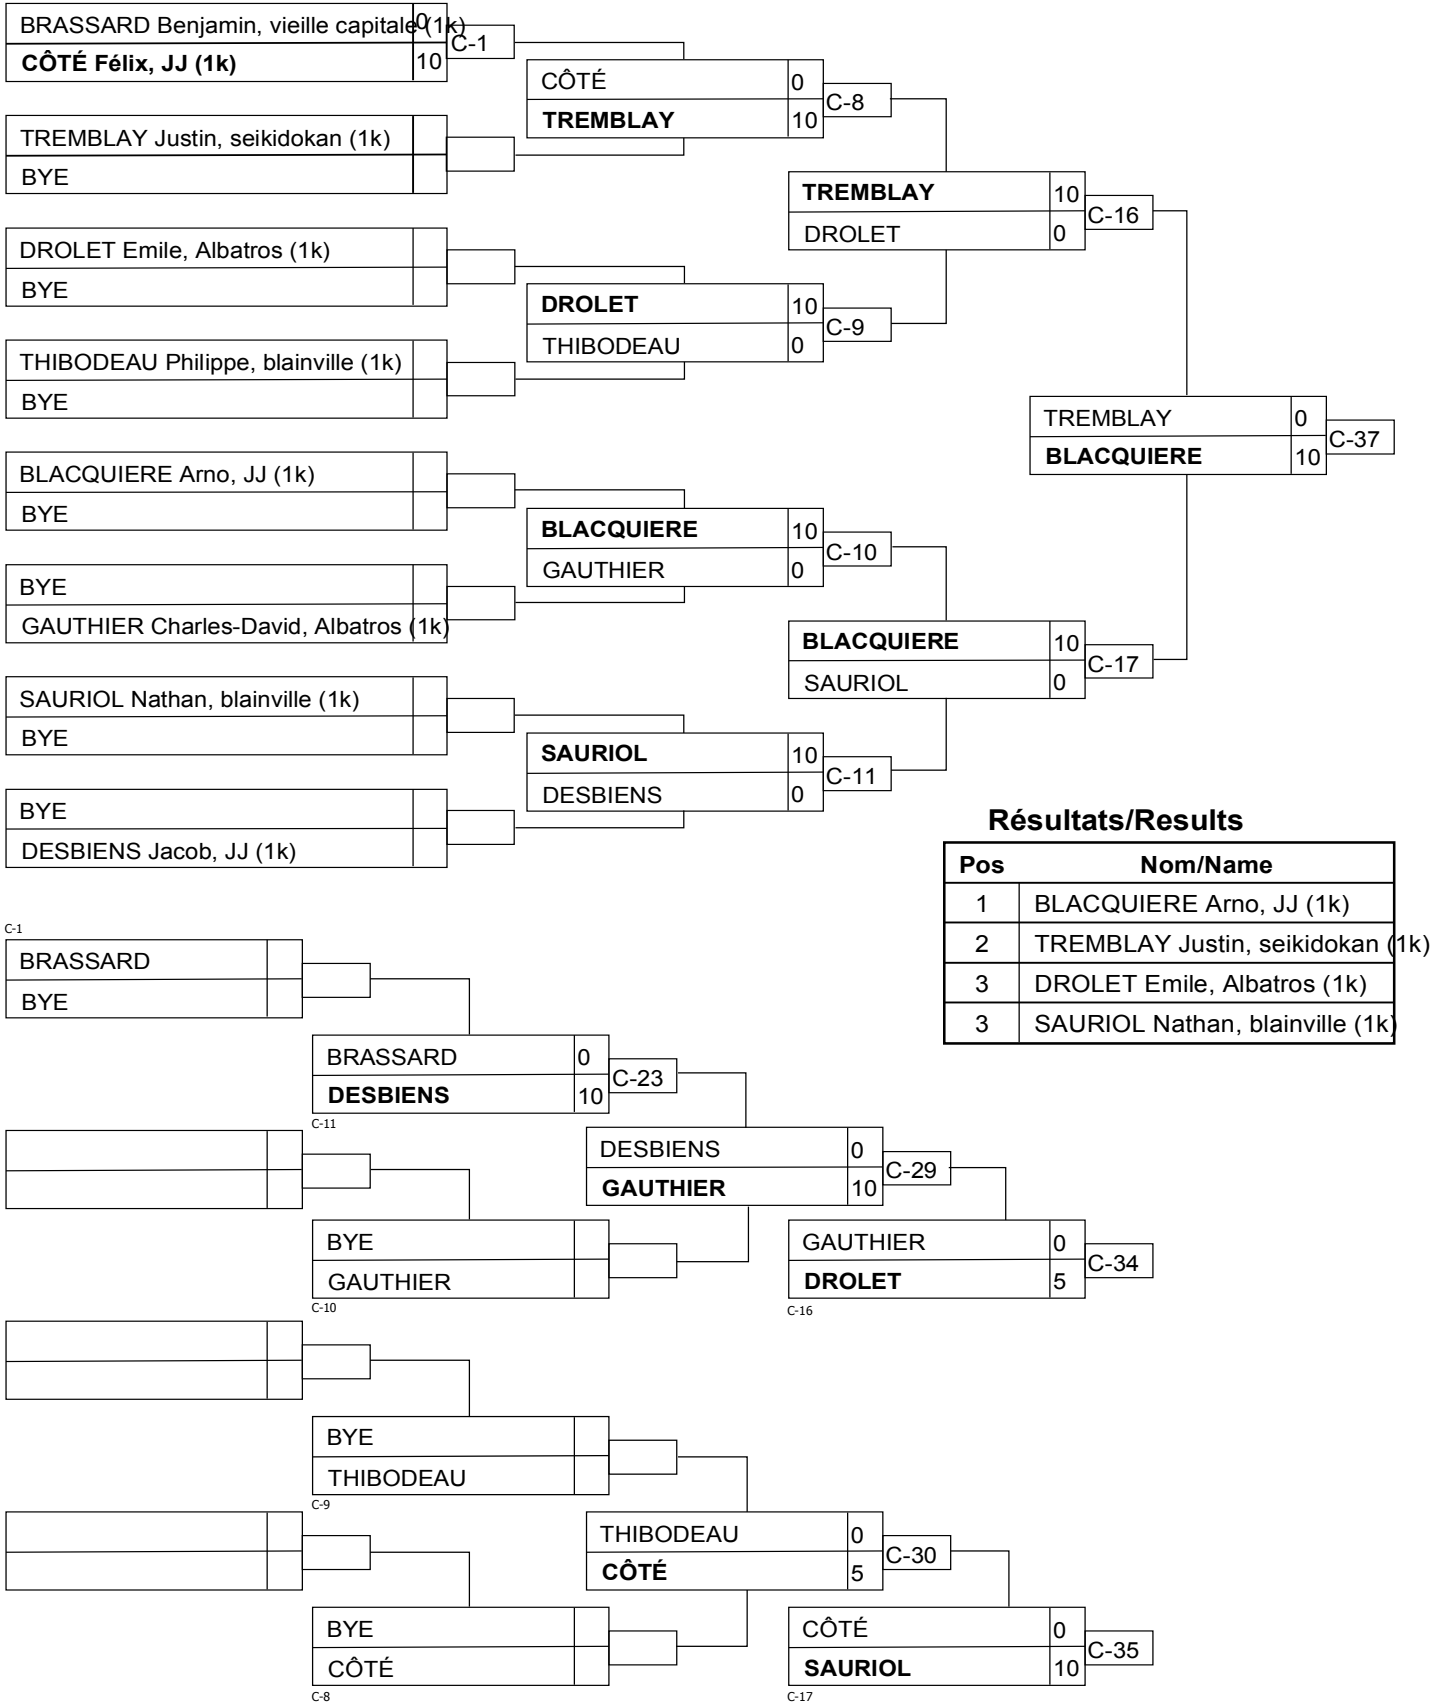 BRASSARD Benjamin, vieille capitale (1k) 0
CÔTÉ Félix, JJ (1k) 10
C-1
TREMBLAY Justin, seikidokan (1k)
BYE
DROLET Emile, Albatros (1k)
BYE
THIBODEAU Philippe, blainville (1k)
BYE
BLACQUIERE Arno, JJ (1k)
BYE
BYE
GAUTHIER Charles-David, Albatros (1k)
SAURIOL Nathan, blainville (1k)
BYE
BYE
DESBIENS Jacob, JJ (1k)
CÔTÉ 0
TREMBLAY 10
C-8
DROLET 10
THIBODEAU 0
C-9
BLACQUIERE 10
GAUTHIER 0
C-10
SAURIOL 10
DESBIENS 0
C-11
TREMBLAY 10
DROLET 0
C-16
BLACQUIERE 10
SAURIOL 0
C-17
TREMBLAY 0
BLACQUIERE 10
C-37
Résultats/Results
Pos Nom/Name
1 BLACQUIERE Arno, JJ (1k)
2 TREMBLAY Justin, seikidokan (1k)
3 DROLET Emile, Albatros (1k)
3 SAURIOL Nathan, blainville (1k)
C-1
BRASSARD
BYE
BRASSARD 0
DESBIENS 10
C-23
C-11
BYE
GAUTHIER
C-10
DESBIENS 0
GAUTHIER 10
C-29
GAUTHIER 0
DROLET 5
C-34
C-16
BYE
THIBODEAU
C-9
BYE
CÔTÉ
C-8
THIBODEAU 0
CÔTÉ 5
C-30
CÔTÉ 0
SAURIOL 10
C-35
C-17